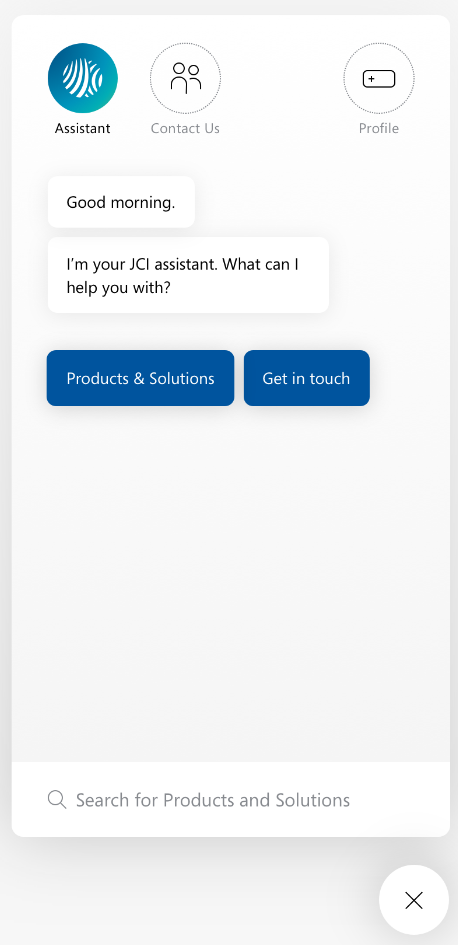 Assistant
Contact Us
Profile
Good morning.
I’m your JCI assistant. What can I
help you with?
Products & Solutions
Get in touch
Search for Products and Solutions